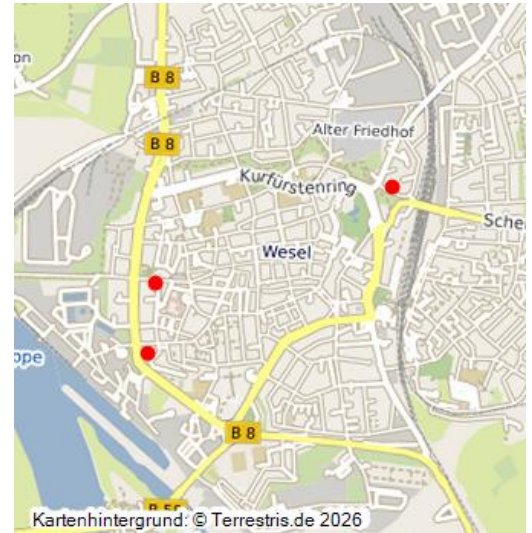 on
B 8
B 8
Alter Friedhof
Kurfürstenring
Sche
Wesel
ope
B 8
Kartenhintergrund: © Terrestris.de 2026